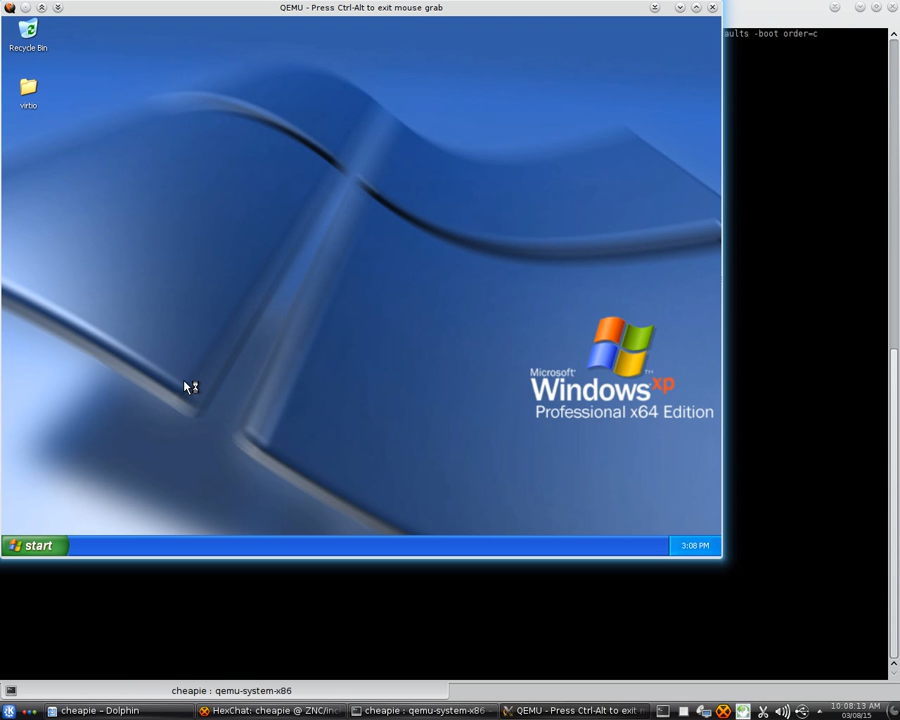 QEMU - Press Ctrl-Alt to exit mouse grab
aults -boot order=c
Recycle Bin
virtio
Microsoft®
Windows xp
Professional x64 Edition
start
3:08 PM
cheapie : qemu-system-x86
cheapie – Dolphin
HexChat: cheapie @ ZNC/inc
cheapie : qemu-system-x86
QEMU - Press Ctrl-Alt to exit m
10:08:13 AM
03/08/15